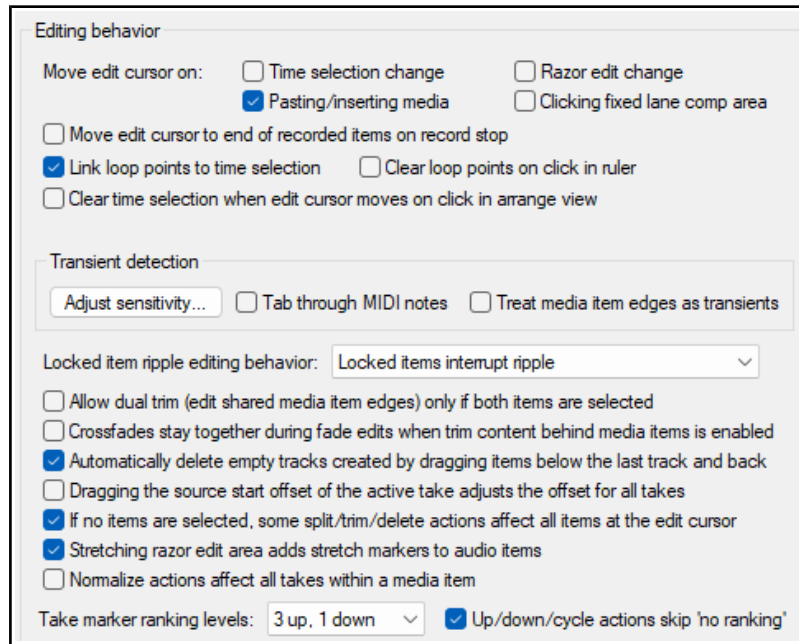 Editing behavior
Move edit cursor on: Time selection change Razor edit change
Pasting/inserting media Clicking fixed lane comp area
Move edit cursor to end of recorded items on record stop
Link loop points to time selection Clear loop points on click in ruler
Clear time selection when edit cursor moves on click in arrange view
Transient detection
Adjust sensitivity... Tab through MIDI notes Treat media item edges as transients
Locked item ripple editing behavior: Locked items interrupt ripple
Allow dual trim (edit shared media item edges) only if both items are selected
Crossfades stay together during fade edits when trim content behind media items is enabled
Automatically delete empty tracks created by dragging items below the last track and back
Dragging the source start offset of the active take adjusts the offset for all takes
If no items are selected, some split/trim/delete actions affect all items at the edit cursor
Stretching razor edit area adds stretch markers to audio items
Normalize actions affect all takes within a media item
Take marker ranking levels: 3 up, 1 down Up/down/cycle actions skip 'no ranking'